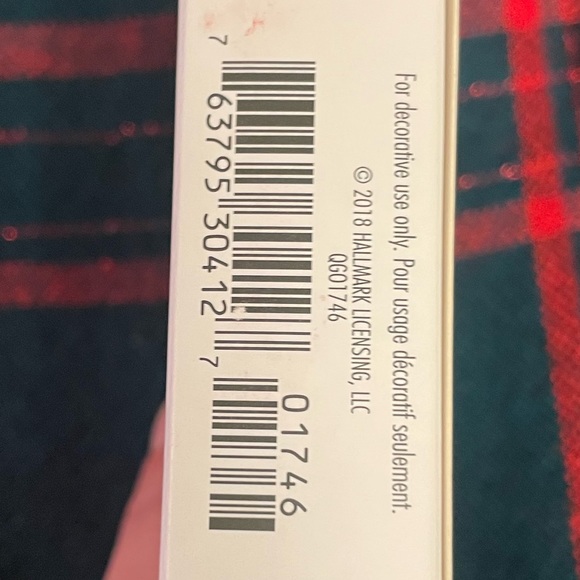 For decorative use only. Pour usage décoratif seulement.
© 2018 HALLMARK LICENSING, LLC
QGO1746
01746
7 63795 30412 7